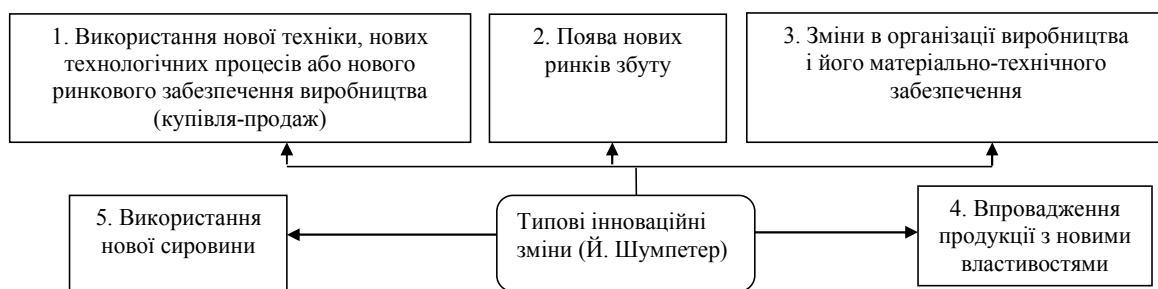 1. Використання нової техніки, нових
технологічних процесів або нового
ринкового забезпечення виробництва
(купівля-продаж)
2. Поява нових
ринків збуту
3. Зміни в організації виробництва
і його матеріально-технічного
забезпечення
5. Використання
нової сировини
Типові інноваційні
зміни (Й. Шумпетер)
4. Впровадження
продукції з новими
властивостями